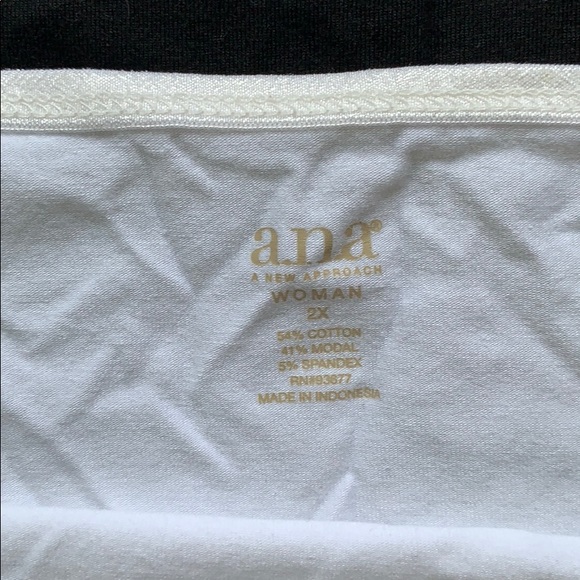 a.n.a®
A NEW APPROACH
WOMAN
2X
54% COTTON
41% MODAL
5% SPANDEX
RN#93677
MADE IN INDONESIA